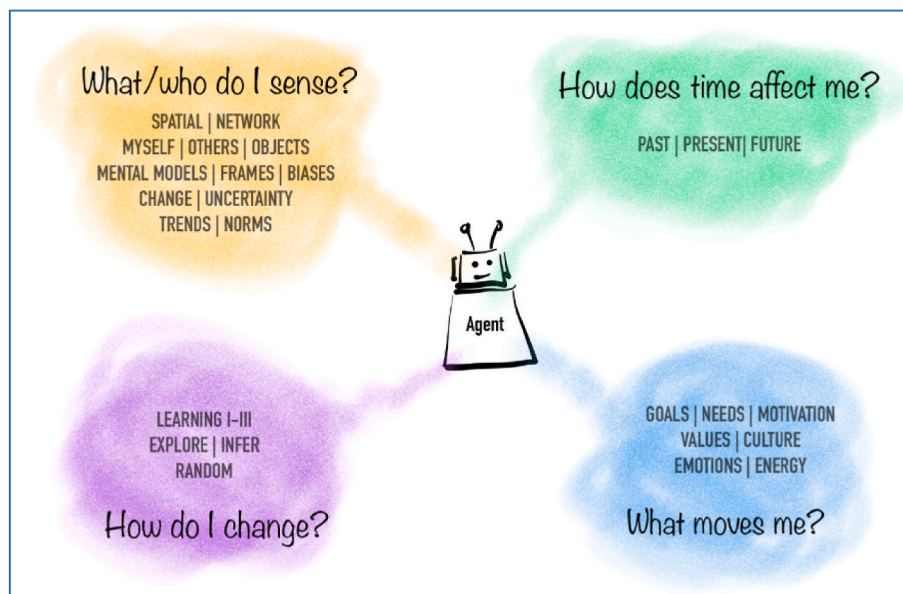 What/who do I sense?
SPATIAL | NETWORK
MYSELF | OTHERS | OBJECTS
MENTAL MODELS | FRAMES | BIASES
CHANGE | UNCERTAINTY
TRENDS | NORMS
How does time affect me?
PAST | PRESENT| FUTURE
Agent
LEARNING I-III
EXPLORE | INFER
RANDOM
How do I change?
GOALS | NEEDS | MOTIVATION
VALUES | CULTURE
EMOTIONS | ENERGY
What moves me?